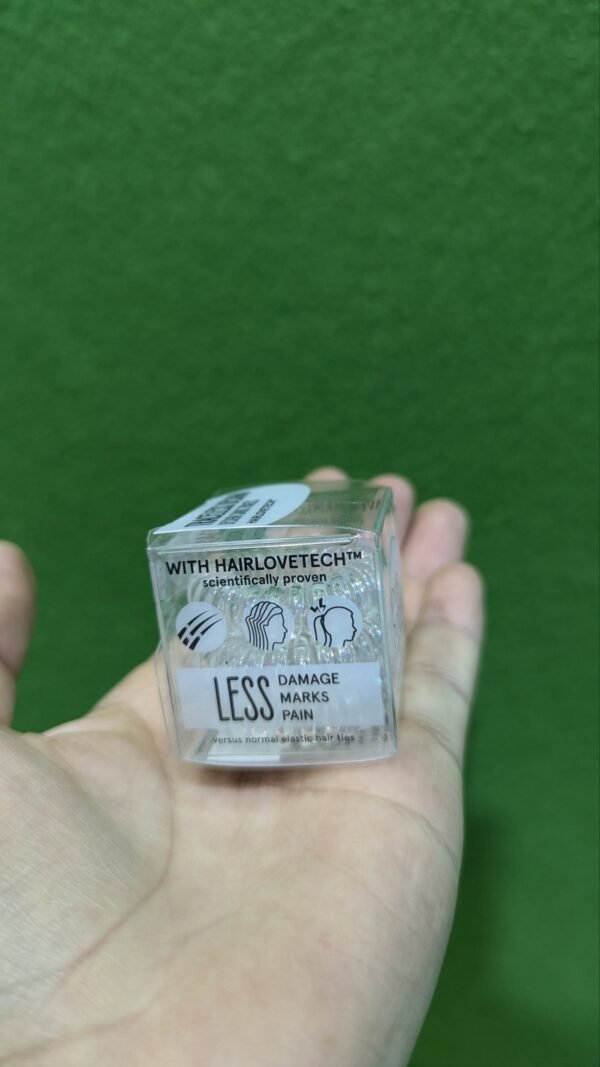 WITH HAIRLOVETECH™
scientifically proven
LESS DAMAGE
MARKS
PAIN
versus normal elastic hair ties